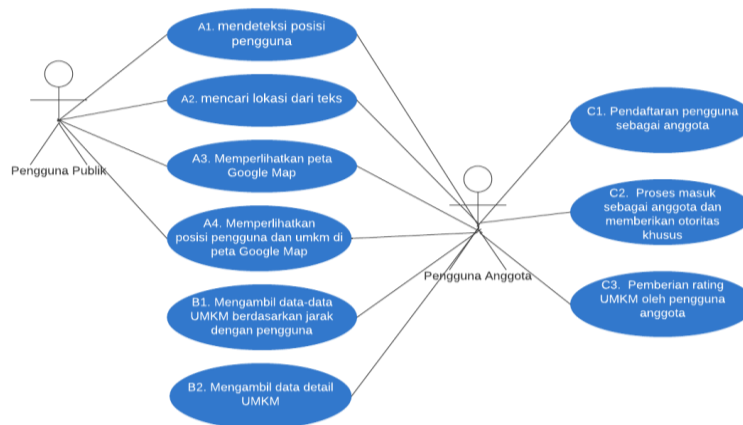 A1. mendeteksi posisi
pengguna
A2. mencari lokasi dari teks
A3. Memperlihatkan peta
Google Map
A4. Memperlihatkan
posisi pengguna dan umkm di
peta Google Map
B1. Mengambil data-data
UMKM berdasarkan jarak
dengan pengguna
B2. Mengambil data detail
UMKM
Pengguna Publik
Pengguna Anggota
C1. Pendaftaran pengguna
sebagai anggota
C2. Proses masuk
sebagai anggota dan
memberikan otoritas
khusus
C3. Pemberian rating
UMKM oleh pengguna
anggota